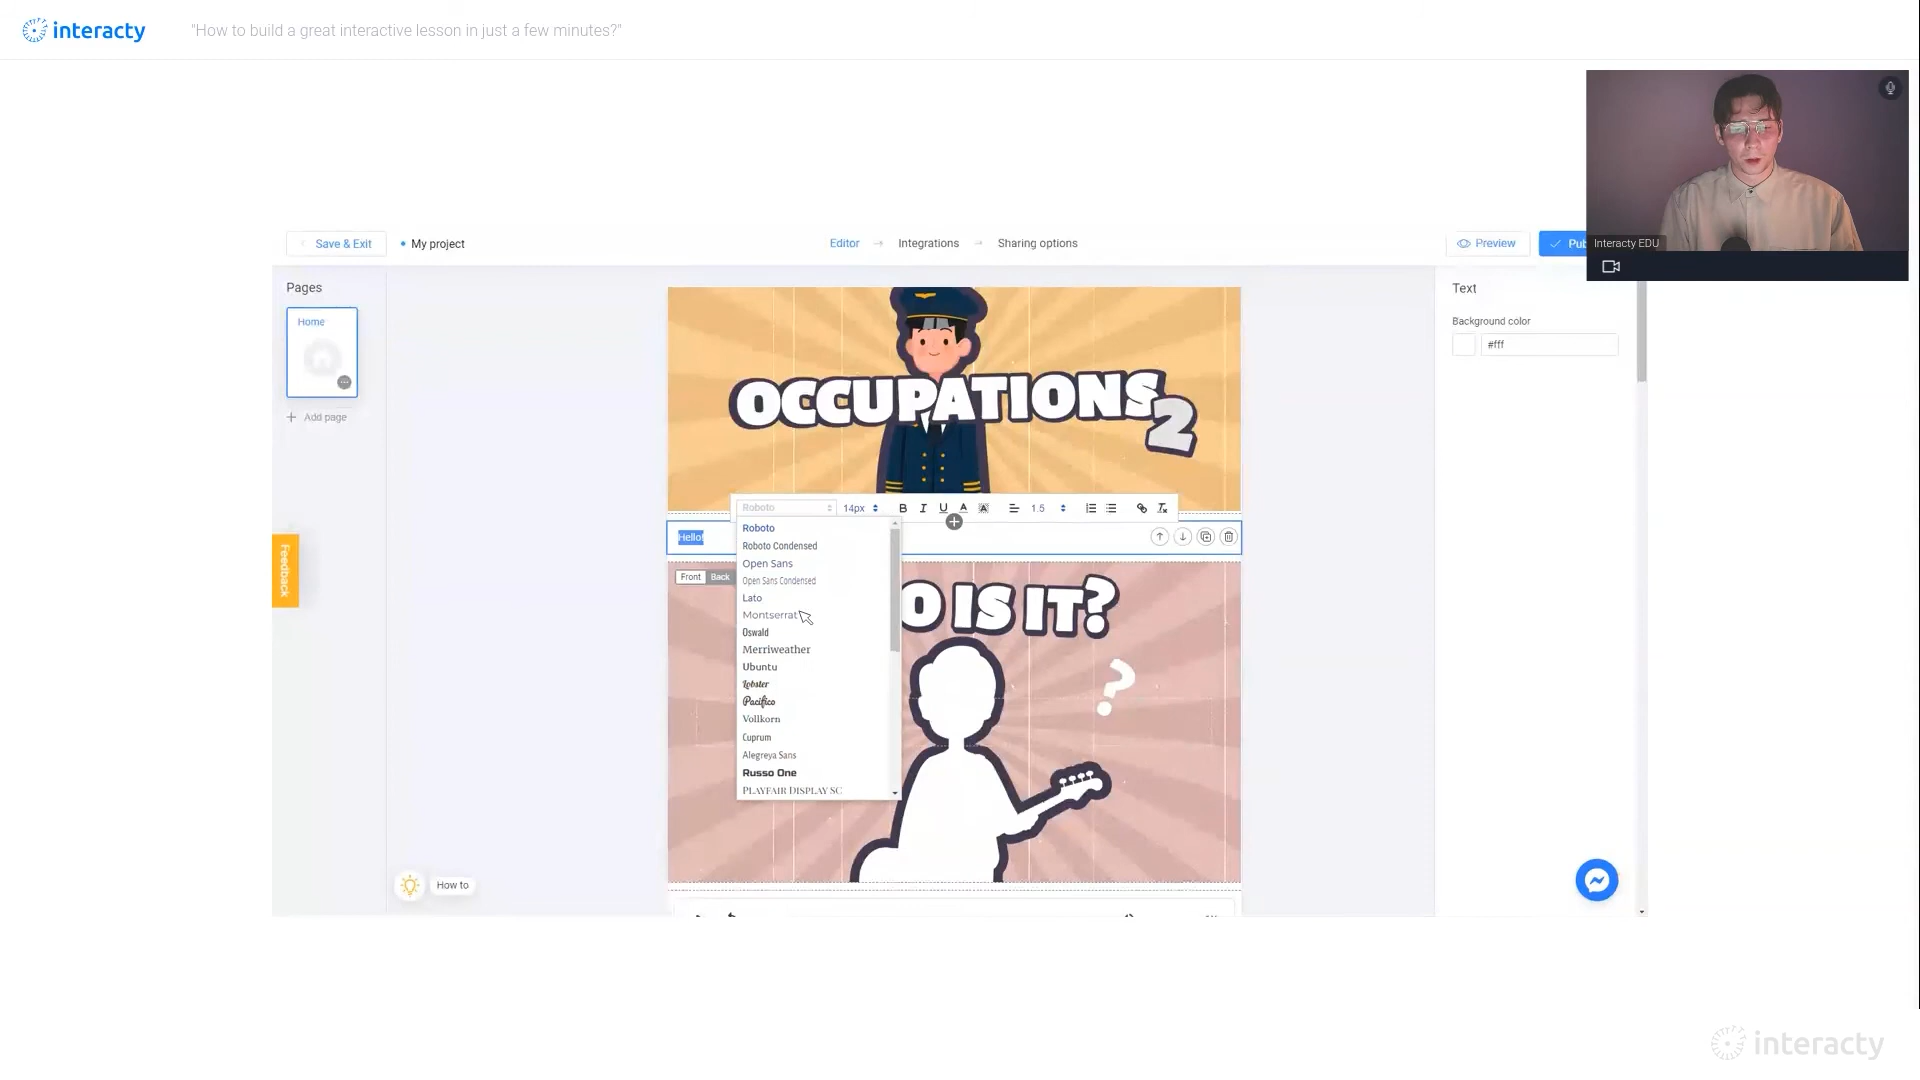 interacty
"How to build a great interactive lesson in just a few minutes?"
Interacty EDU
Save & Exit
My project
Editor
Integrations
Sharing options
Preview
Pages
Home
Add page
OCCUPATIONS
2
Text
Background color
#fff
Roboto
14px
B I U A A
1.5
Hello!
Roboto
Roboto Condensed
Open Sans
Open Sans Condensed
Lato
Montserrat
Oswald
Merriweather
Ubuntu
Lobster
Pacifico
Vollkorn
Cuprum
Alegreya Sans
Russo One
PLAYFAIR DISPLAY SC
Front Back
IS IT?
?
Feedback
How to
interacty